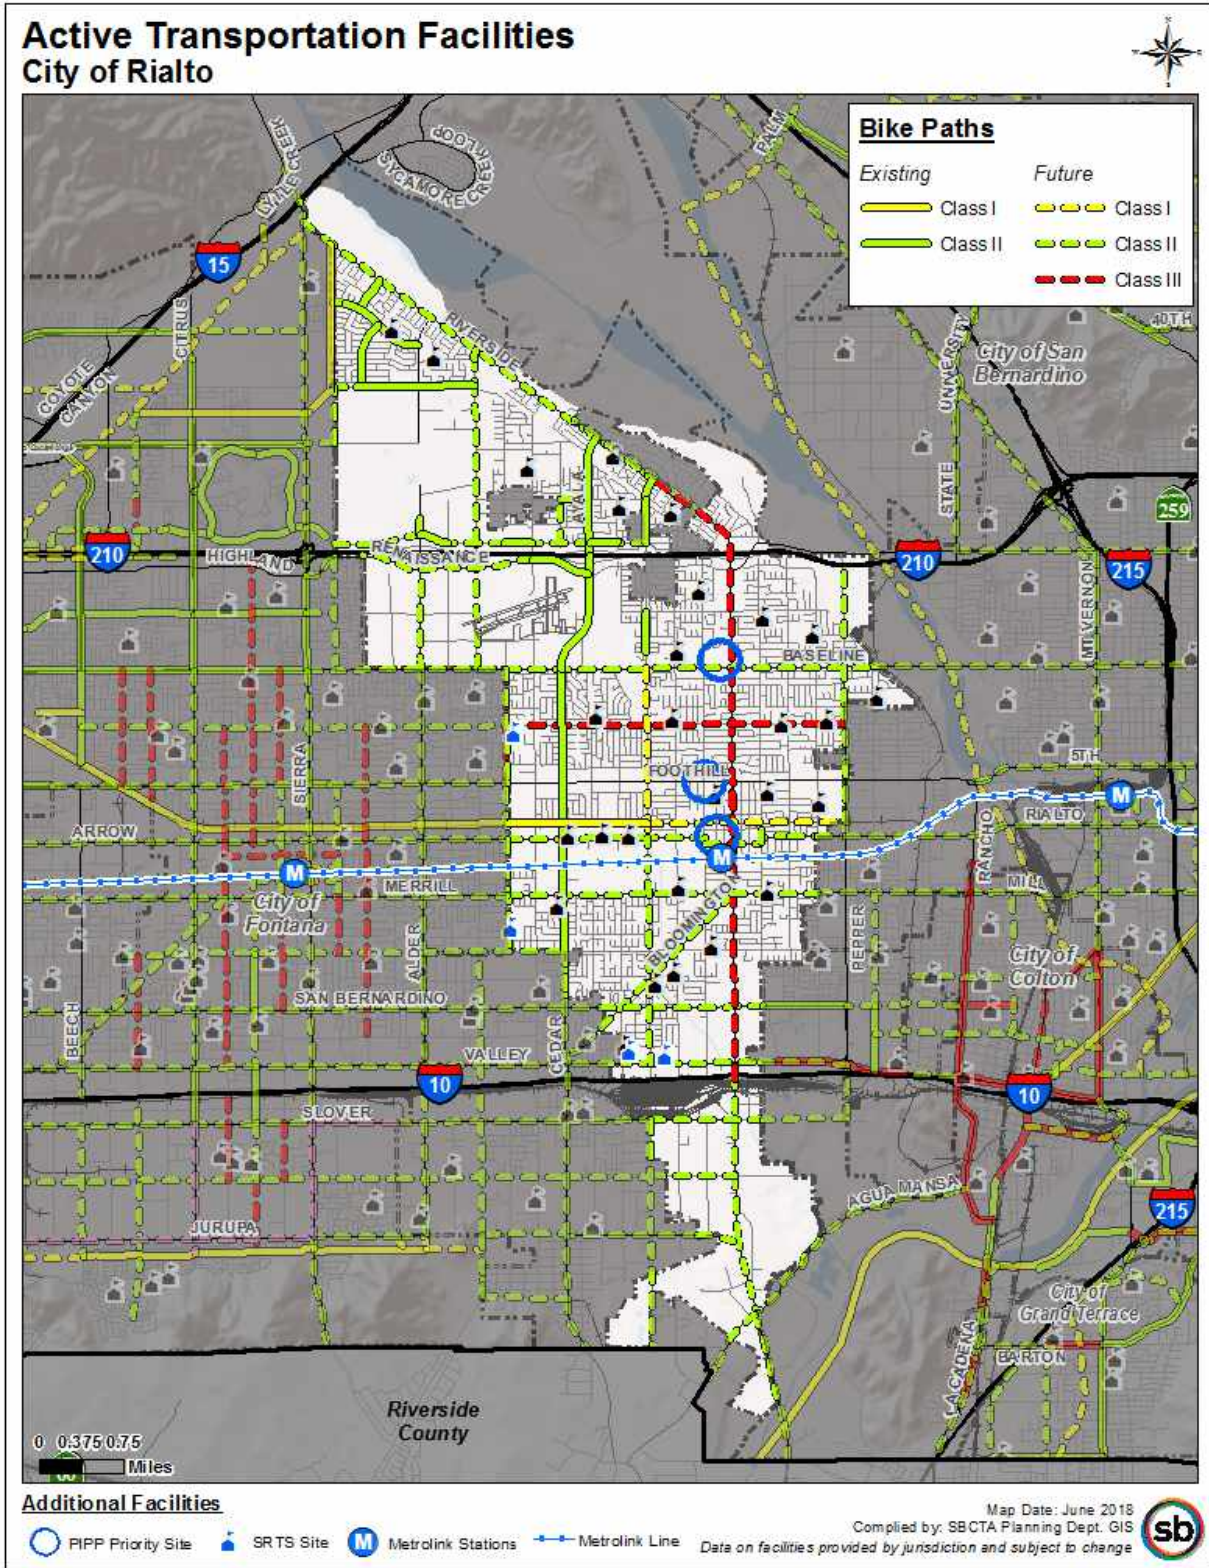 Active Transportation Facilities
City of Rialto
Bike Paths
Existing
Future
Class I
Class I
Class II
Class II
Class III
LYTLE CREEK
SYCAMORE CREEK LOOP
PALM
15
CITRUS
RIVERSIDE
COYOTE CANYON
UNIVERSITY
40TH
City of San
Bernardino
STATE
AYALA
259
210
HIGHLAND
RENAISSANCE
210
215
MT VERNON
BASELINE
SIERRA
FOOTHILL
5TH
M
ARROW
RIALTO
RANCHO
M
M
MERRILL
MILL
City of
Fontana
BLOOMINGTON
PEPPER
ALDER
City of
Colton
SAN BERNARDINO
BEECH
CEDAR
VALLEY
10
10
SLOVER
AGUA MANSA
215
JURUPA
City of
Grand Terrace
LA CADENA
BARTON
Riverside
County
0 0.375 0.75
Miles
60
Additional Facilities
PIPP Priority Site
SRTS Site
M
Metrolink Stations
Metrolink Line
Map Date: June 2018
Complied by: SBCTA Planning Dept. GIS
Data on facilities provided by jurisdiction and subject to change
sb